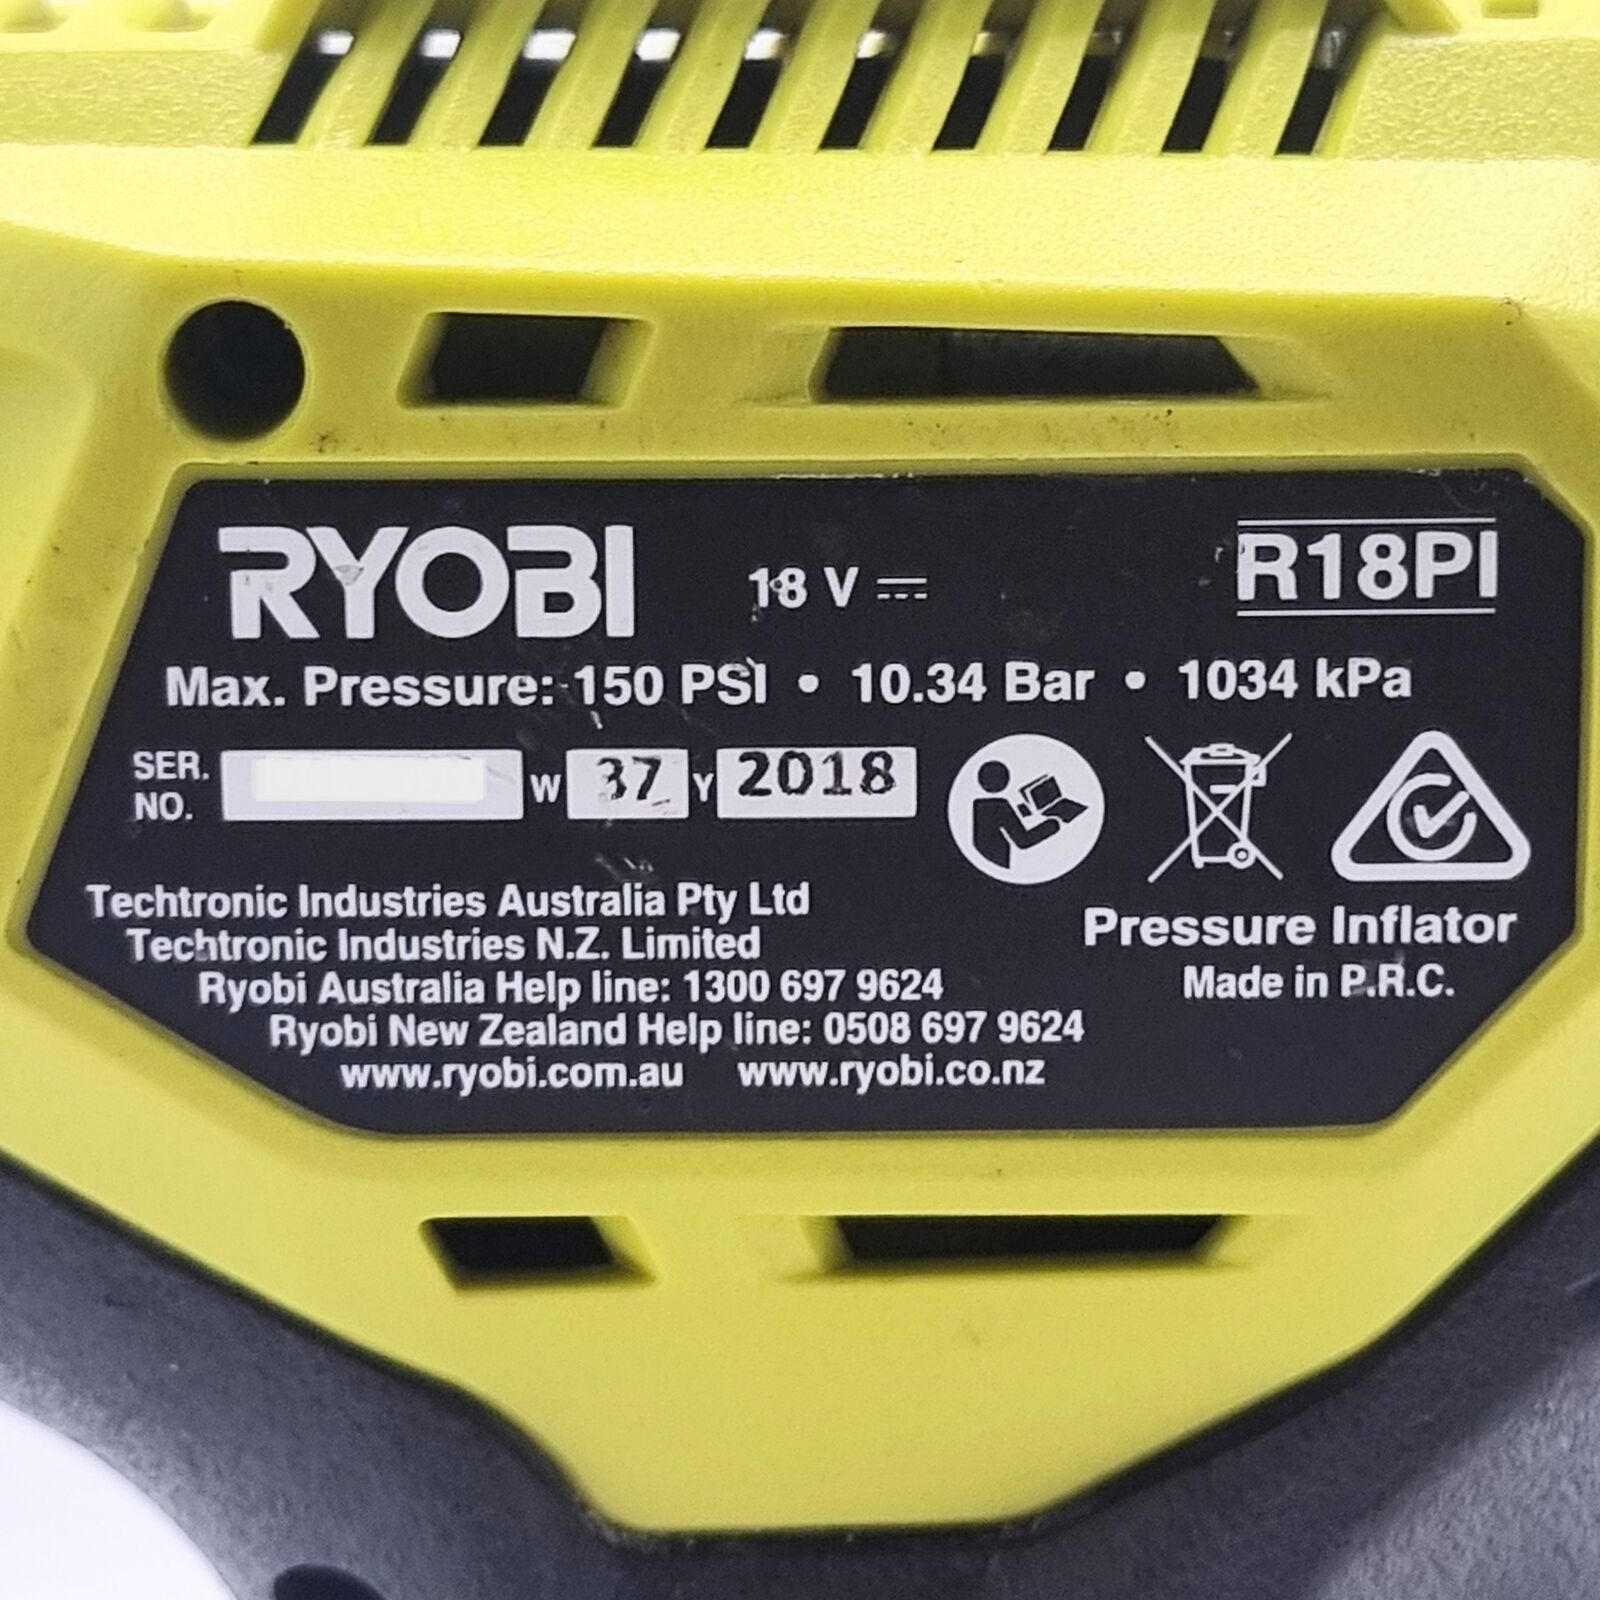 RYOBI 18 V R18PI
Max. Pressure: 150 PSI • 10.34 Bar • 1034 kPa
SER. NO. W 37 Y 2018
Techtronic Industries Australia Pty Ltd
Techtronic Industries N.Z. Limited
Ryobi Australia Help line: 1300 697 9624
Ryobi New Zealand Help line: 0508 697 9624
www.ryobi.com.au www.ryobi.co.nz
Pressure Inflator
Made in P.R.C.